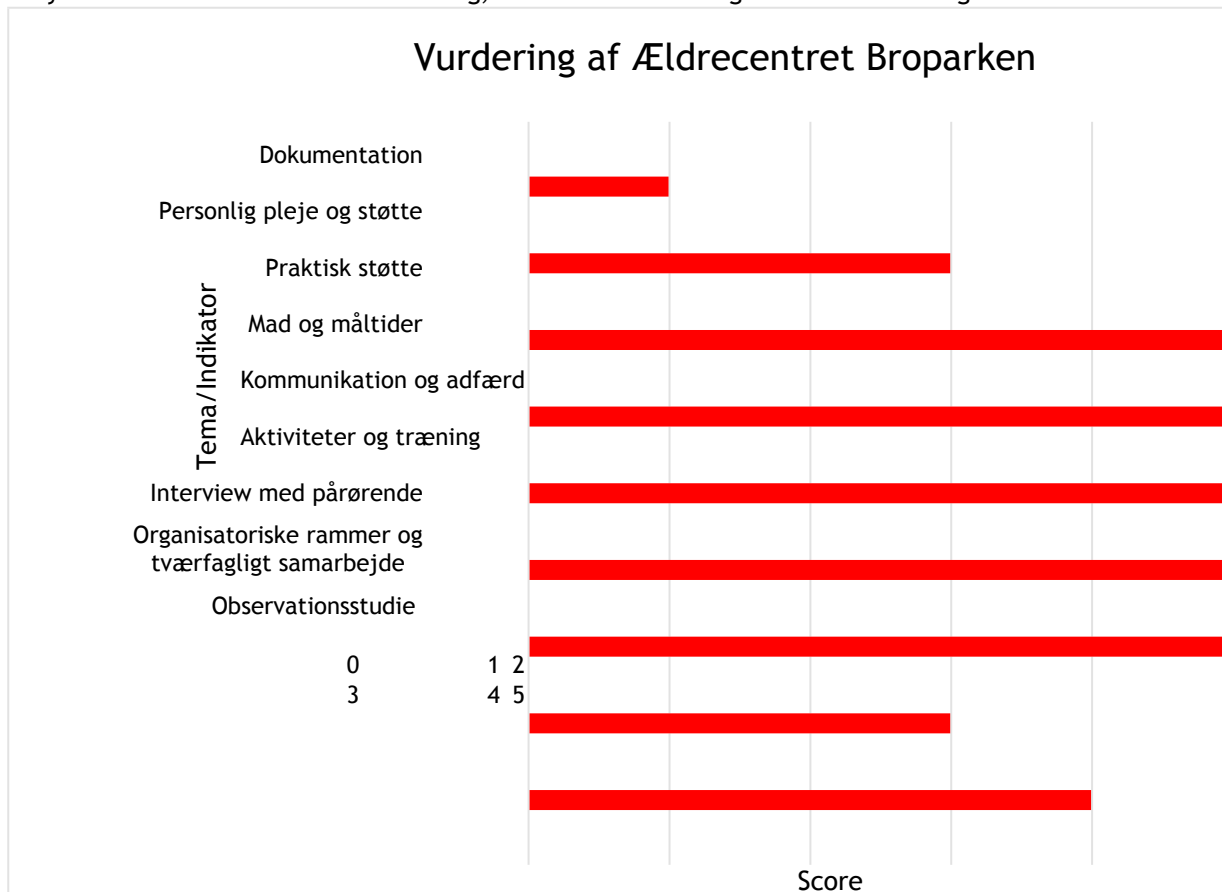 Vurdering af Ældrecentret Broparken
Dokumentation
Personlig pleje og støtte
Praktisk støtte
Mad og måltider
Kommunikation og adfærd
Aktiviteter og træning
Interview med pårørende
Organisatoriske rammer og
tværfagligt samarbejde
Observationsstudie
Tema/Indikator
0 1 2
3 4 5
Score